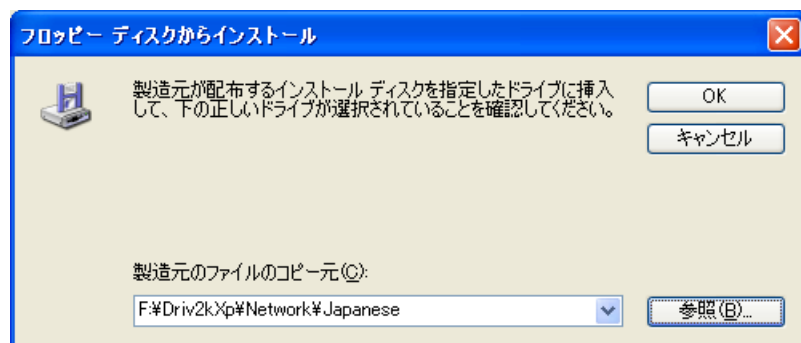 フロッピー ディスクからインストール
製造元が配布するインストール ディスクを指定したドライブに挿入
して、下の正しいドライブが選択されていることを確認してください。
OK
キャンセル
製造元のファイルのコピー元(C):
F:¥Driv2kXp¥Network¥Japanese
参照(B)...